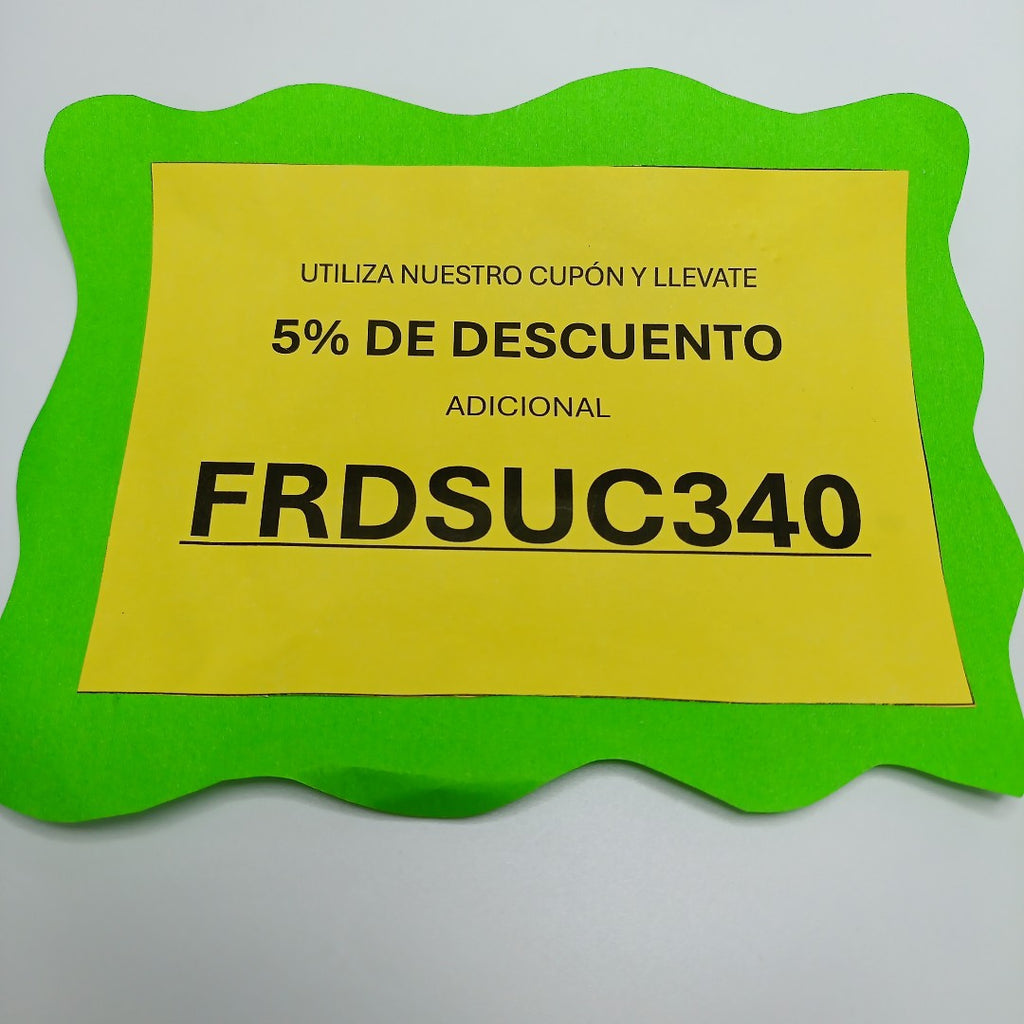 UTILIZA NUESTRO CUPÓN Y LLEVATE
5% DE DESCUENTO
ADICIONAL
FRDSUC340